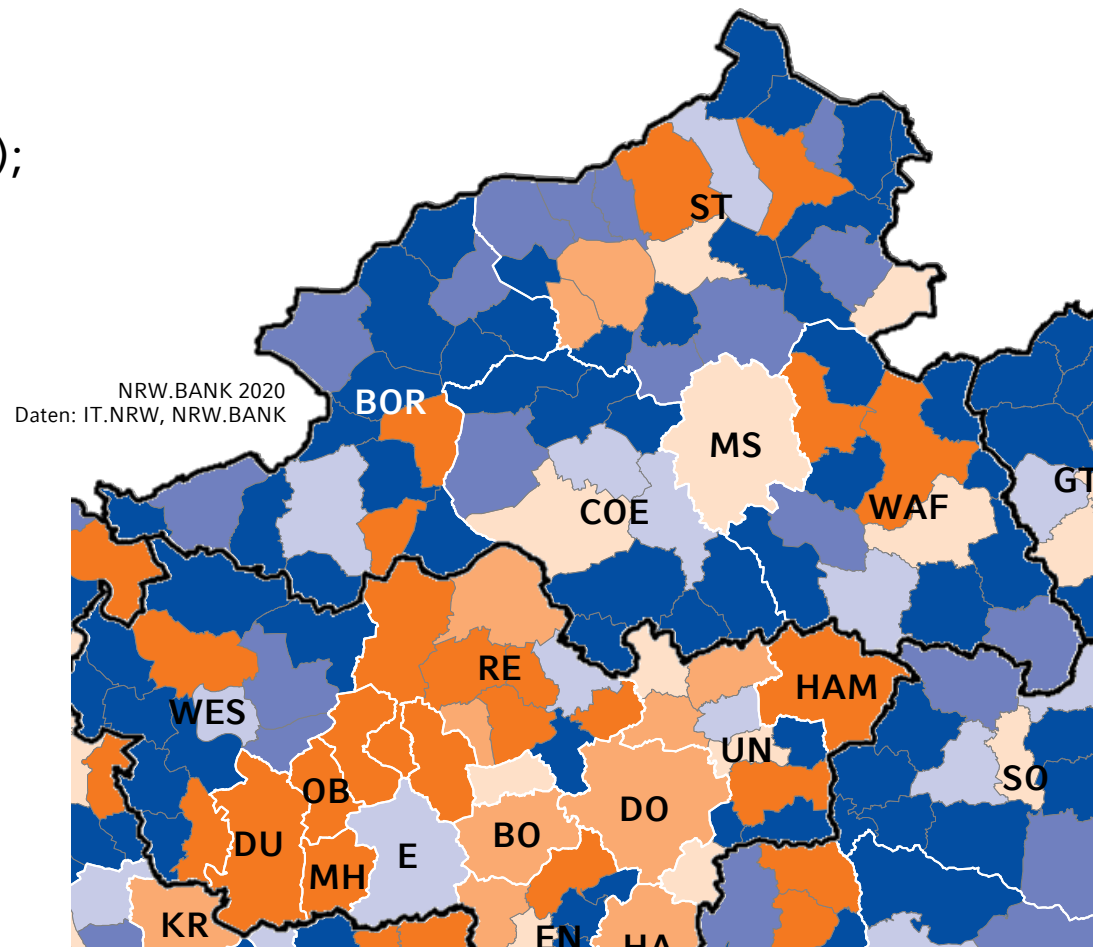 );
ST
NRW.BANK 2020
Daten: IT.NRW, NRW.BANK
BOR
MS
GT
COE
WAF
RE
HAM
WES
UN
SO
OB
DO
BO
DU
E
MH
KR
EN
HA